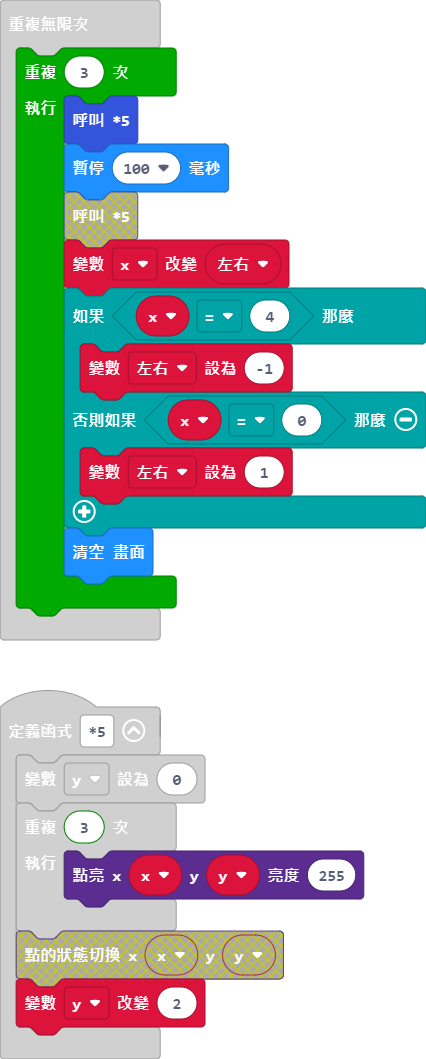 重複無限次
重複 3 次
執行
呼叫 *5
暫停 100 毫秒
呼叫 *5
變數 x 改變 左右
如果 x = 4 那麼
變數 左右 設為 -1
否則如果 x = 0 那麼
變數 左右 設為 1
清空 畫面
定義函式 *5
變數 y 設為 0
重複 3 次
執行
點亮 x x y y 亮度 255
點的狀態切換 x x y y
變數 y 改變 2